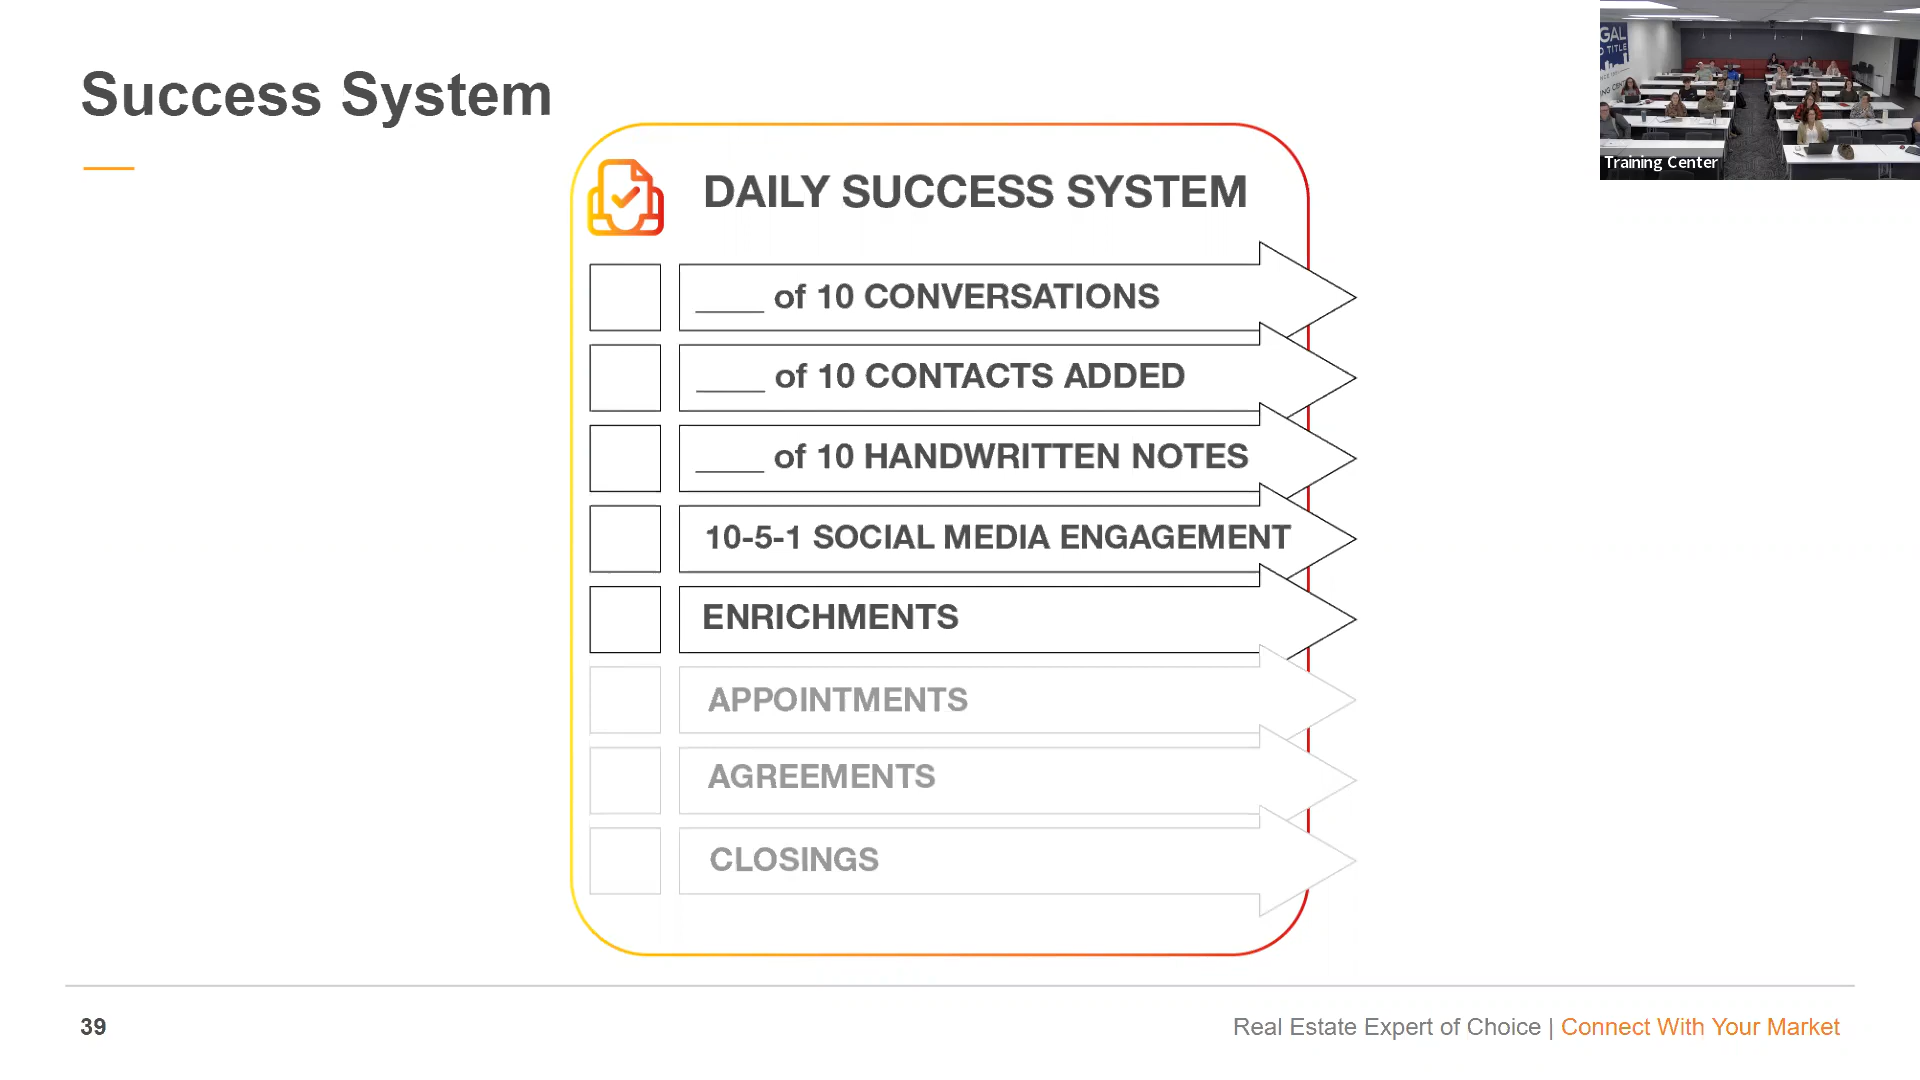 Success System
DAILY SUCCESS SYSTEM
____ of 10 CONVERSATIONS
____ of 10 CONTACTS ADDED
____ of 10 HANDWRITTEN NOTES
10-5-1 SOCIAL MEDIA ENGAGEMENT
ENRICHMENTS
APPOINTMENTS
AGREEMENTS
CLOSINGS
39
Real Estate Expert of Choice | Connect With Your Market
GAL
TITLE
Training Center